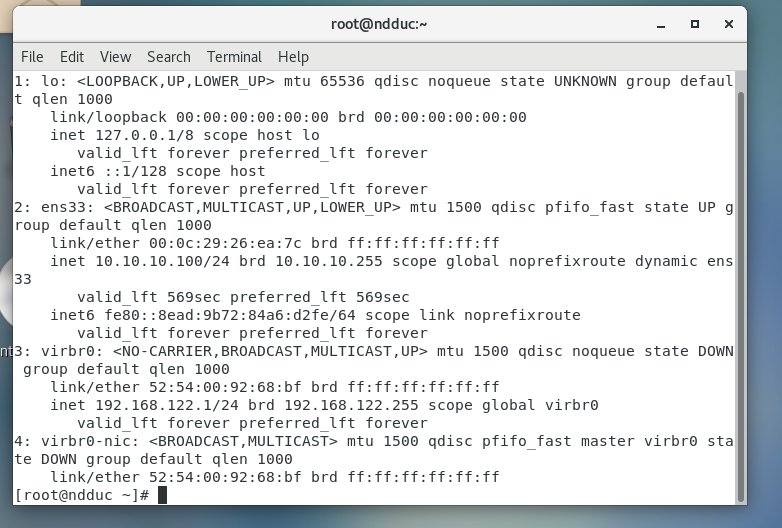 root@ndduc:~
File Edit View Search Terminal Help
1: lo: <LOOPBACK,UP,LOWER_UP> mtu 65536 qdisc noqueue state UNKNOWN group defaul
t qlen 1000
    link/loopback 00:00:00:00:00:00 brd 00:00:00:00:00:00
    inet 127.0.0.1/8 scope host lo
       valid_lft forever preferred_lft forever
    inet6 ::1/128 scope host
       valid_lft forever preferred_lft forever
2: ens33: <BROADCAST,MULTICAST,UP,LOWER_UP> mtu 1500 qdisc pfifo_fast state UP g
roup default qlen 1000
    link/ether 00:0c:29:26:ea:7c brd ff:ff:ff:ff:ff:ff
    inet 10.10.10.100/24 brd 10.10.10.255 scope global noprefixroute dynamic ens
33
       valid_lft 569sec preferred_lft 569sec
    inet6 fe80::8ead:9b72:84a6:d2fe/64 scope link noprefixroute
       valid_lft forever preferred_lft forever
3: virbr0: <NO-CARRIER,BROADCAST,MULTICAST,UP> mtu 1500 qdisc noqueue state DOWN
 group default qlen 1000
    link/ether 52:54:00:92:68:bf brd ff:ff:ff:ff:ff:ff
    inet 192.168.122.1/24 brd 192.168.122.255 scope global virbr0
       valid_lft forever preferred_lft forever
4: virbr0-nic: <BROADCAST,MULTICAST> mtu 1500 qdisc pfifo_fast master virbr0 sta
te DOWN group default qlen 1000
    link/ether 52:54:00:92:68:bf brd ff:ff:ff:ff:ff:ff
[root@ndduc ~]#